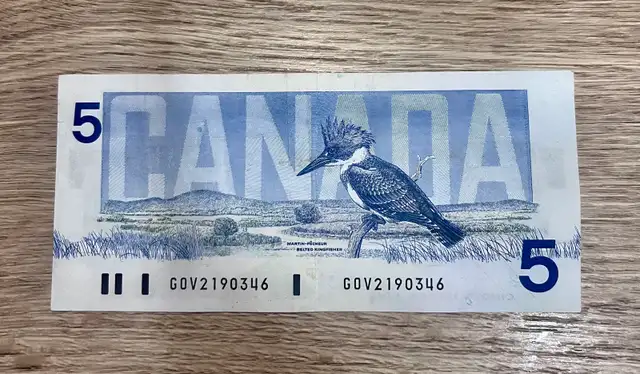 5
CANADA
MARTIN-PÊCHEUR
BELTED KINGFISHER
5
GOV2190346 GOV2190346